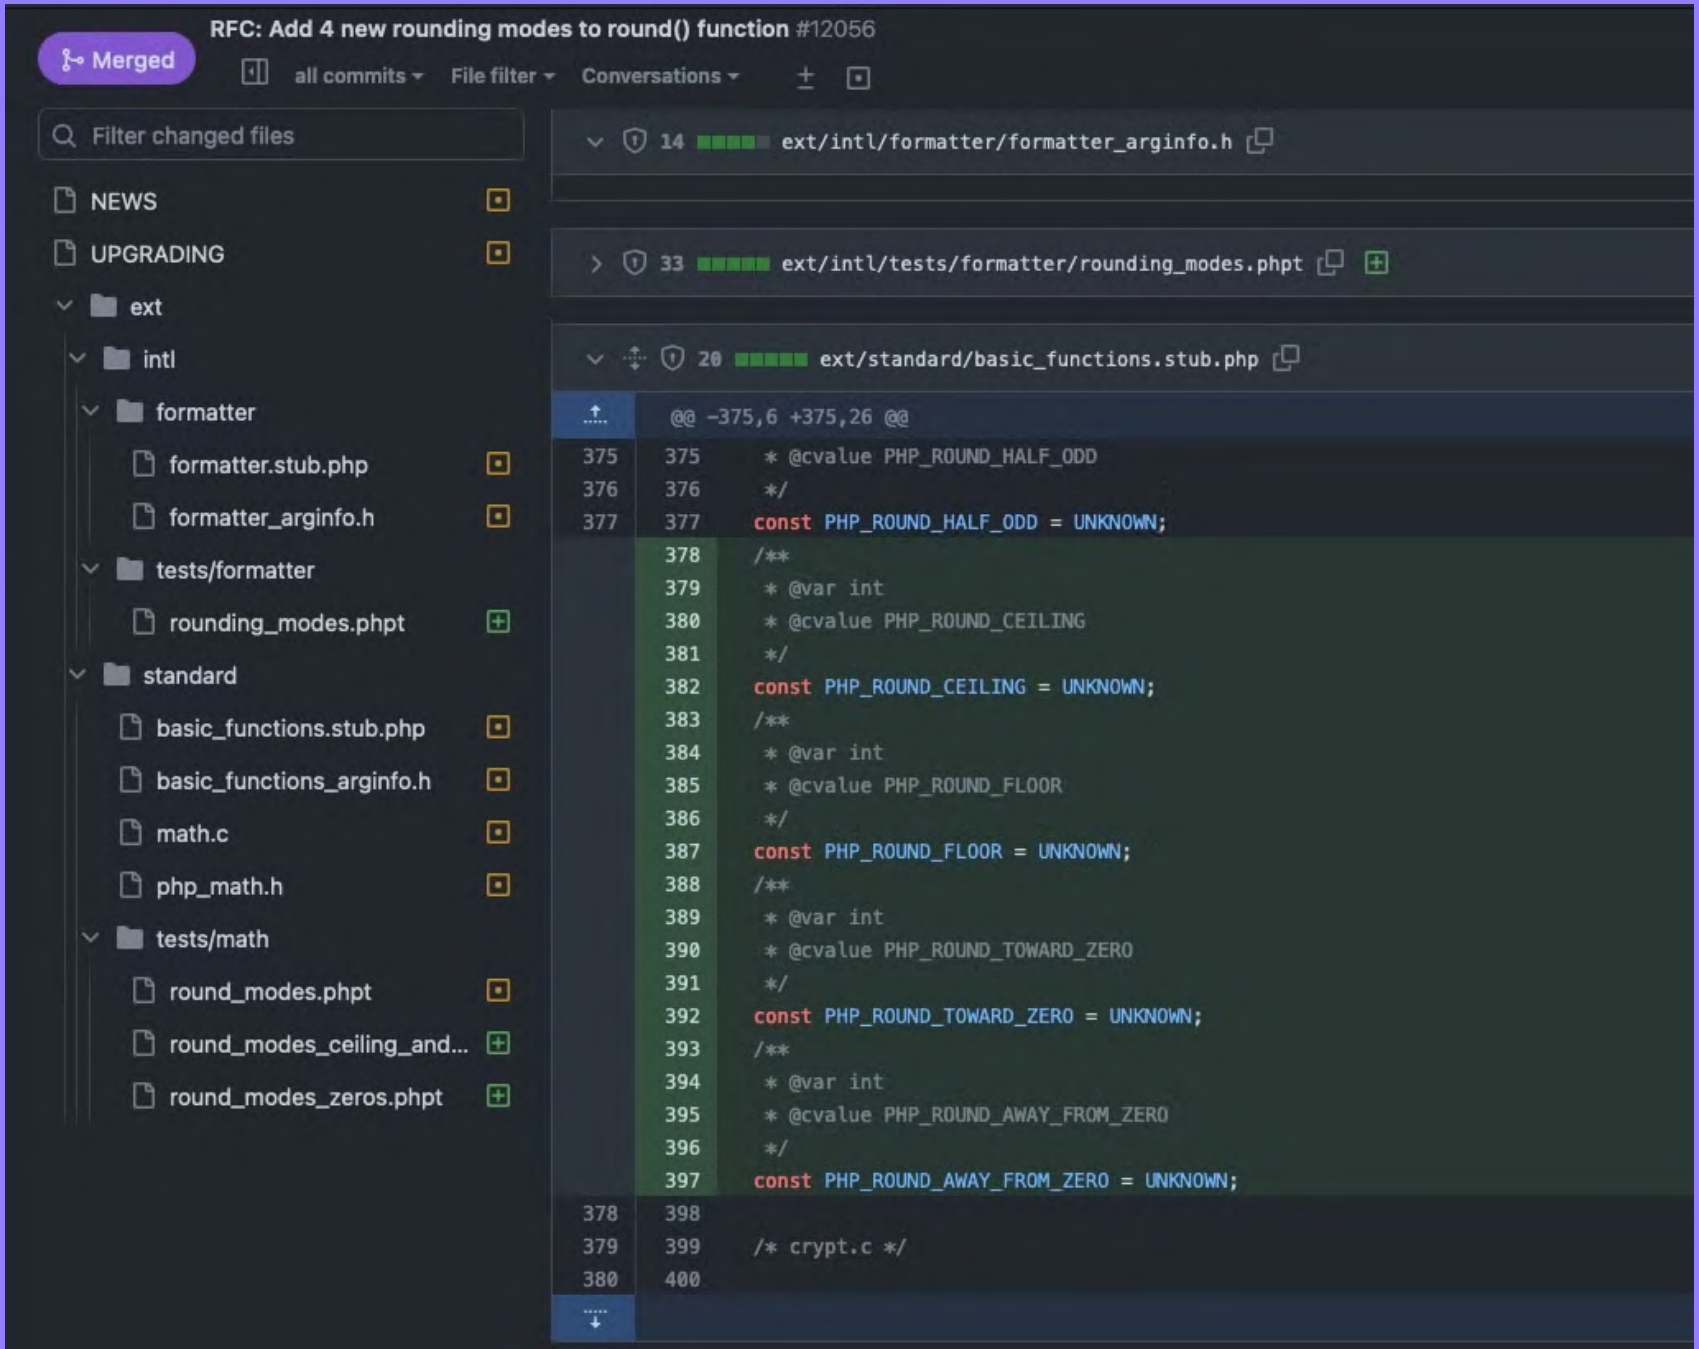 RFC: Add 4 new rounding modes to round() function #12056
Merged
all commits File filter Conversations
Filter changed files
NEWS
UPGRADING
ext
intl
formatter
formatter.stub.php
formatter_arginfo.h
tests/formatter
rounding_modes.phpt
standard
basic_functions.stub.php
basic_functions_arginfo.h
math.c
php_math.h
tests/math
round_modes.phpt
round_modes_ceiling_and...
round_modes_zeros.phpt
14 ext/intl/formatter/formatter_arginfo.h
33 ext/intl/tests/formatter/rounding_modes.phpt
20 ext/standard/basic_functions.stub.php
@@ -375,6 +375,26 @@
375 375 * @cvalue PHP_ROUND_HALF_ODD
376 376 */
377 377 const PHP_ROUND_HALF_ODD = UNKNOWN;
378 /**
379 * @var int
380 * @cvalue PHP_ROUND_CEILING
381 */
382 const PHP_ROUND_CEILING = UNKNOWN;
383 /**
384 * @var int
385 * @cvalue PHP_ROUND_FLOOR
386 */
387 const PHP_ROUND_FLOOR = UNKNOWN;
388 /**
389 * @var int
390 * @cvalue PHP_ROUND_TOWARD_ZERO
391 */
392 const PHP_ROUND_TOWARD_ZERO = UNKNOWN;
393 /**
394 * @var int
395 * @cvalue PHP_ROUND_AWAY_FROM_ZERO
396 */
397 const PHP_ROUND_AWAY_FROM_ZERO = UNKNOWN;
378 398
379 399 /* crypt.c */
380 400